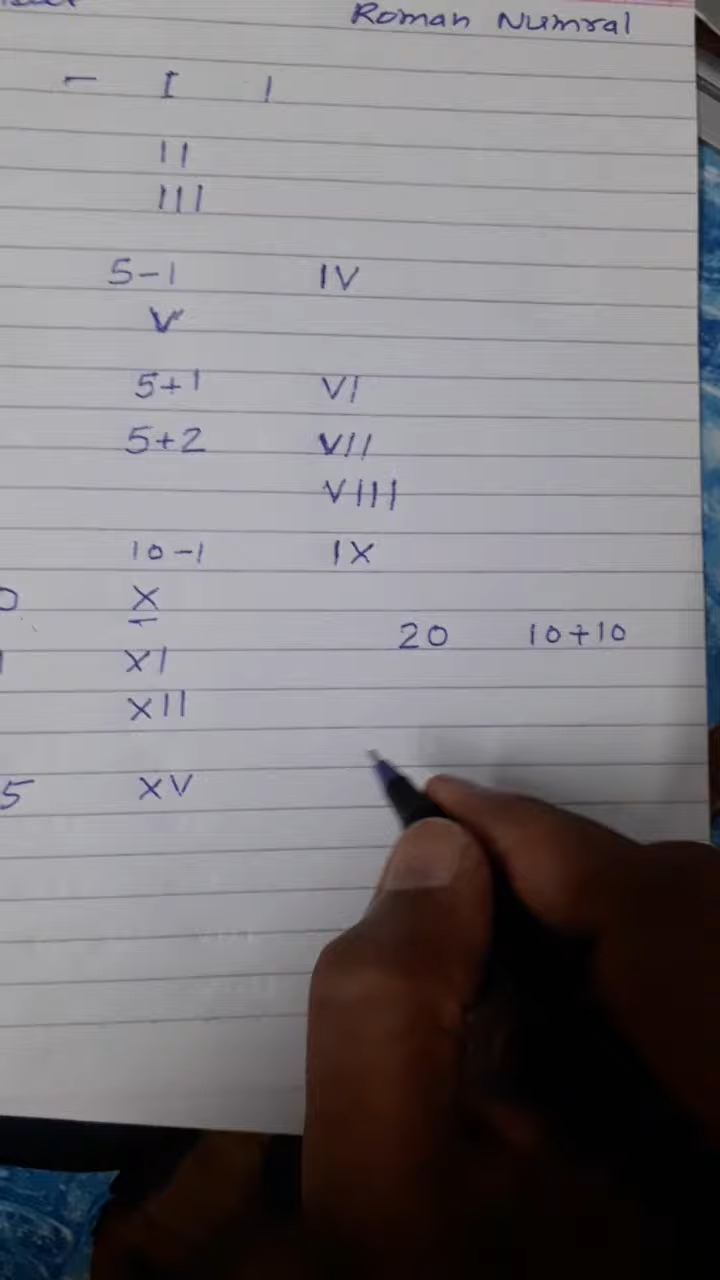 Roman Numral
- I I
II
III
5-1 IV
V
5+1 VI
5+2 VII
VIII
10-1 IX
X
20 10+10
XI
XII
5 XV